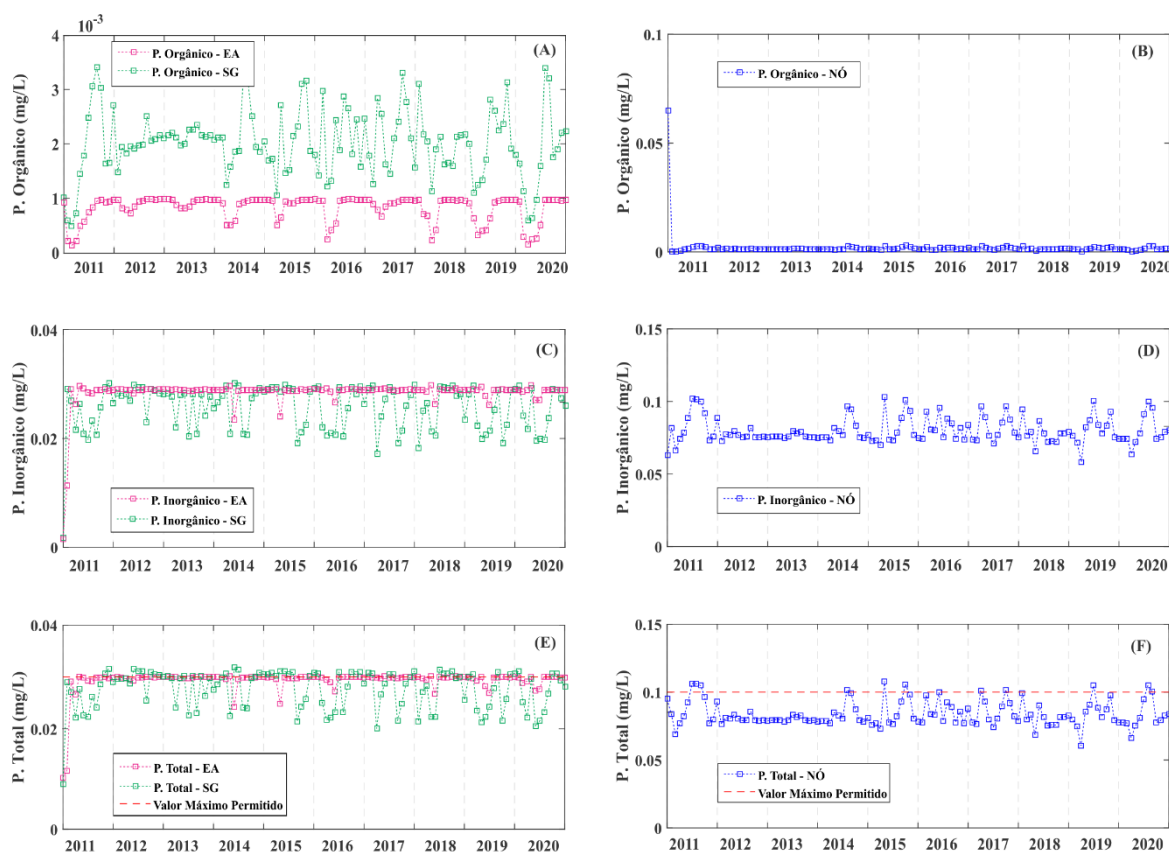 10⁻³
4
3
2
1
0
P. Orgânico (mg/L)
P. Orgânico - EA
P. Orgânico - SG
(A)
2011 2012 2013 2014 2015 2016 2017 2018 2019 2020
0.1
0.05
0
P. Orgânico (mg/L)
P. Orgânico - NÓ
(B)
2011 2012 2013 2014 2015 2016 2017 2018 2019 2020
0.04
0.02
0
P. Inorgânico (mg/L)
(C)
P. Inorgânico - EA
P. Inorgânico - SG
2011 2012 2013 2014 2015 2016 2017 2018 2019 2020
0.15
0.1
0.05
0
P. Inorgânico (mg/L)
(D)
P. Inorgânico - NÓ
2011 2012 2013 2014 2015 2016 2017 2018 2019 2020
0.04
0.02
0
P. Total (mg/L)
(E)
P. Total - EA
P. Total - SG
Valor Máximo Permitido
2011 2012 2013 2014 2015 2016 2017 2018 2019 2020
0.15
0.1
0.05
0
P. Total (mg/L)
(F)
P. Total - NÓ
Valor Máximo Permitido
2011 2012 2013 2014 2015 2016 2017 2018 2019 2020